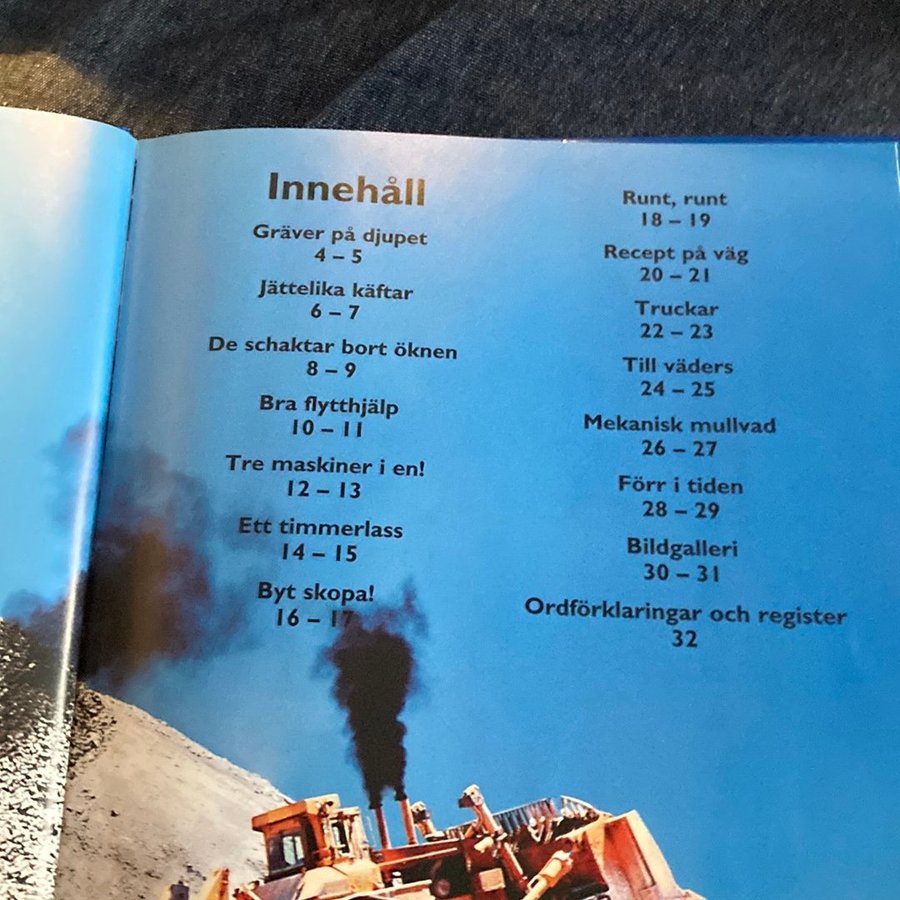 Innehåll
Gräver på djupet
4 – 5
Jättelika käftar
6 – 7
De schaktar bort öknen
8 – 9
Bra flytthjälp
10 – 11
Tre maskiner i en!
12 – 13
Ett timmerlass
14 – 15
Byt skopa!
16 – 17
Runt, runt
18 – 19
Recept på väg
20 – 21
Truckar
22 – 23
Till väders
24 – 25
Mekanisk mullvad
26 – 27
Förr i tiden
28 – 29
Bildgalleri
30 – 31
Ordförklaringar och register
32